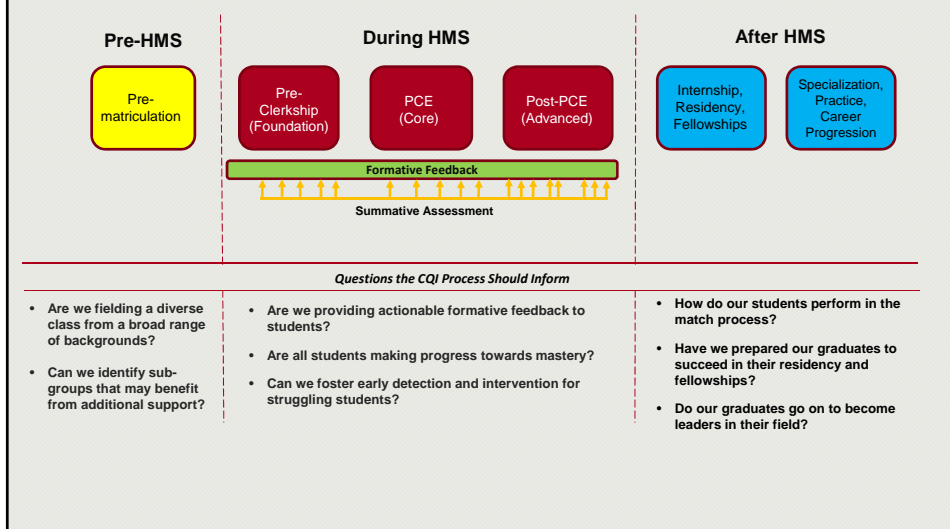 Pre-HMS
During HMS
After HMS
Pre-
matriculation
Pre-
Clerkship
(Foundation)
PCE
(Core)
Post-PCE
(Advanced)
Internship,
Residency,
Fellowships
Specialization,
Practice,
Career
Progression
Formative Feedback
Summative Assessment
Questions the CQI Process Should Inform
• Are we fielding a diverse
class from a broad range
of backgrounds?
• Can we identify sub-
groups that may benefit
from additional support?
• Are we providing actionable formative feedback to
students?
• Are all students making progress towards mastery?
• Can we foster early detection and intervention for
struggling students?
• How do our students perform in the
match process?
• Have we prepared our graduates to
succeed in their residency and
fellowships?
• Do our graduates go on to become
leaders in their field?